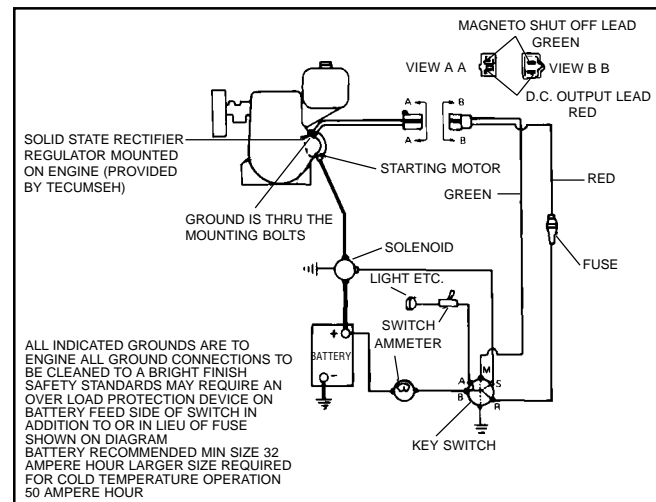 MAGNETO SHUT OFF LEAD
GREEN
VIEW A A
VIEW B B
D.C. OUTPUT LEAD
RED
A
B
A
B
SOLID STATE RECTIFIER
REGULATOR MOUNTED
ON ENGINE (PROVIDED
BY TECUMSEH)
STARTING MOTOR
RED
GREEN
GROUND IS THRU THE
MOUNTING BOLTS
SOLENOID
FUSE
LIGHT ETC.
SWITCH
AMMETER
+
BATTERY
-
M
A
S
B
R
KEY SWITCH
ALL INDICATED GROUNDS ARE TO
ENGINE ALL GROUND CONNECTIONS TO
BE CLEANED TO A BRIGHT FINISH
SAFETY STANDARDS MAY REQUIRE AN
OVER LOAD PROTECTION DEVICE ON
BATTERY FEED SIDE OF SWITCH IN
ADDITION TO OR IN LIEU OF FUSE
SHOWN ON DIAGRAM
BATTERY RECOMMENDED MIN SIZE 32
AMPERE HOUR LARGER SIZE REQUIRED
FOR COLD TEMPERATURE OPERATION
50 AMPERE HOUR